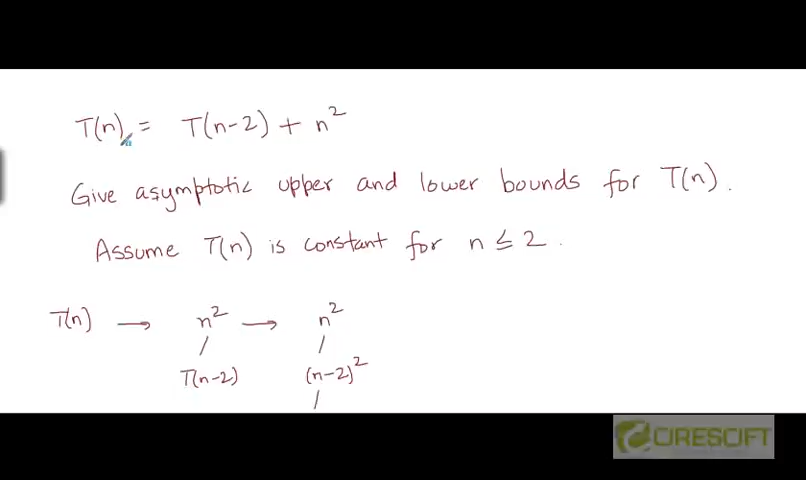 T(n) = T(n-2) + n²
Give asymptotic upper and lower bounds for T(n).
Assume T(n) is constant for n ≤ 2.
T(n) → n² → n²
T(n-2) (n-2)²
CIRESOFT